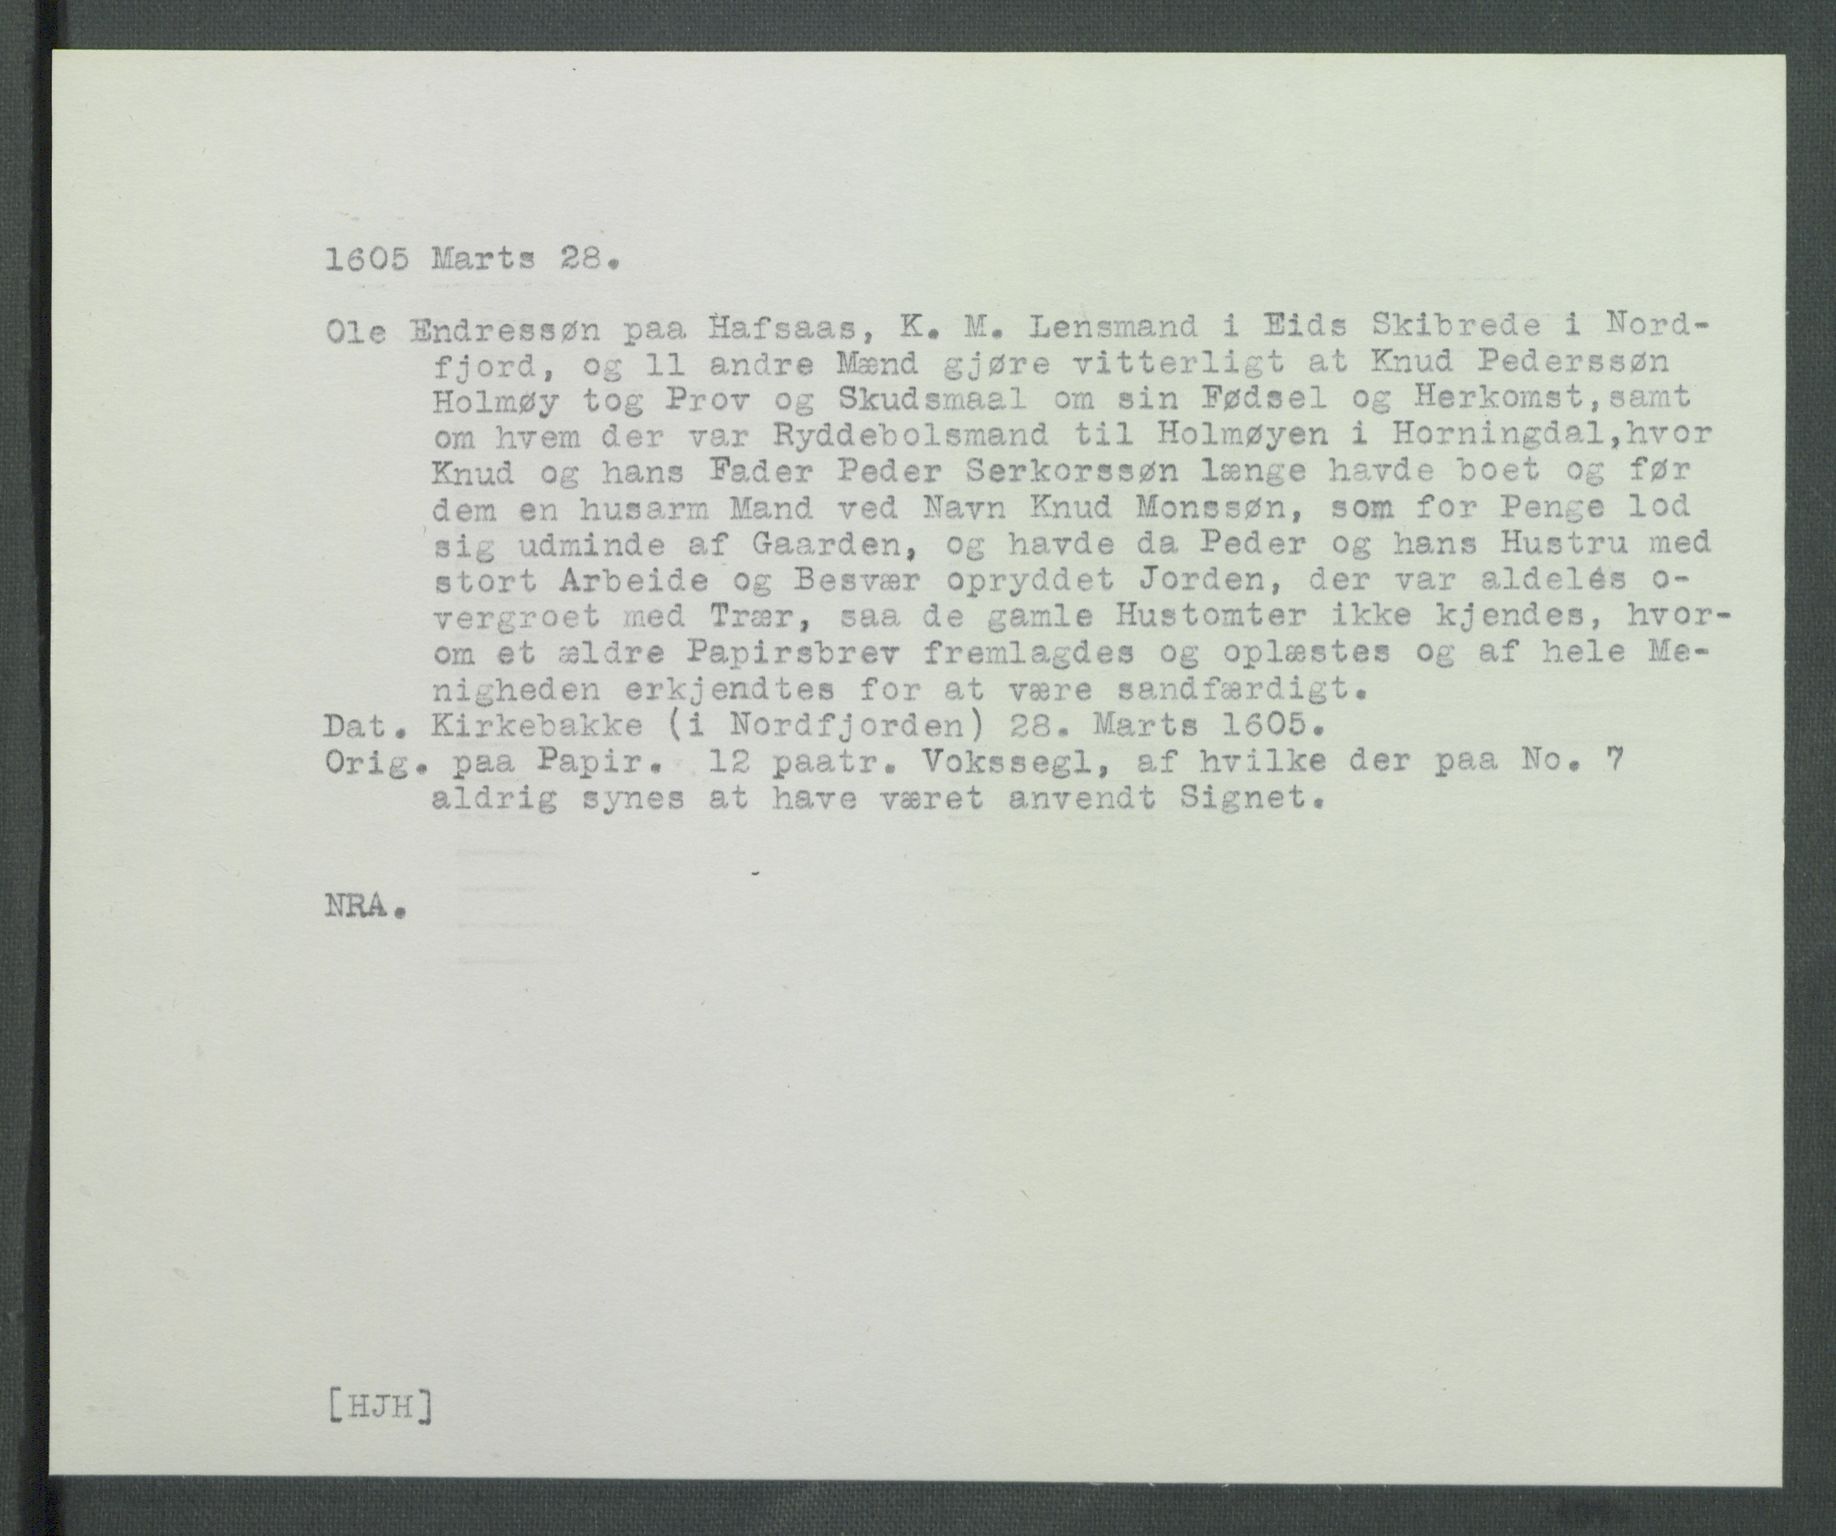 1605 Marts 28.
Ole Endressøn paa Hafsaas, K. M. Lensmand i Eids Skibrede i Nord-
fjord, og 11 andre Mænd gjøre vitterligt at Knud Pederssøn
Holmøy tog Prov og Skudsmaal om sin Fødsel og Herkomst,samt
om hvem der var Ryddebolsmand til Holmøyen i Horningdal,hvor
Knud og hans Fader Peder Serkorssøn længe havde boet og før
dem en husarm Mand ved Navn Knud Monssøn, som for Penge lod
sig udminde af Gaarden, og havde da Peder og hans Hustru med
stort Arbeide og Besvær opryddet Jorden, der var aldeles o-
vergroet med Trær, saa de gamle Hustomter ikke kjendes, hvor-
om et ældre Papirsbrev fremlagdes og oplæstes og af hele Me-
nigheden erkjendtes for at være sandfærdigt.
Dat. Kirkebakke (i Nordfjorden) 28. Marts 1605.
Orig. paa Papir. 12 paatr. Vokssegl, af hvilke der paa No. 7
aldrig synes at have været anvendt Signet.
NRA.
[HJH]